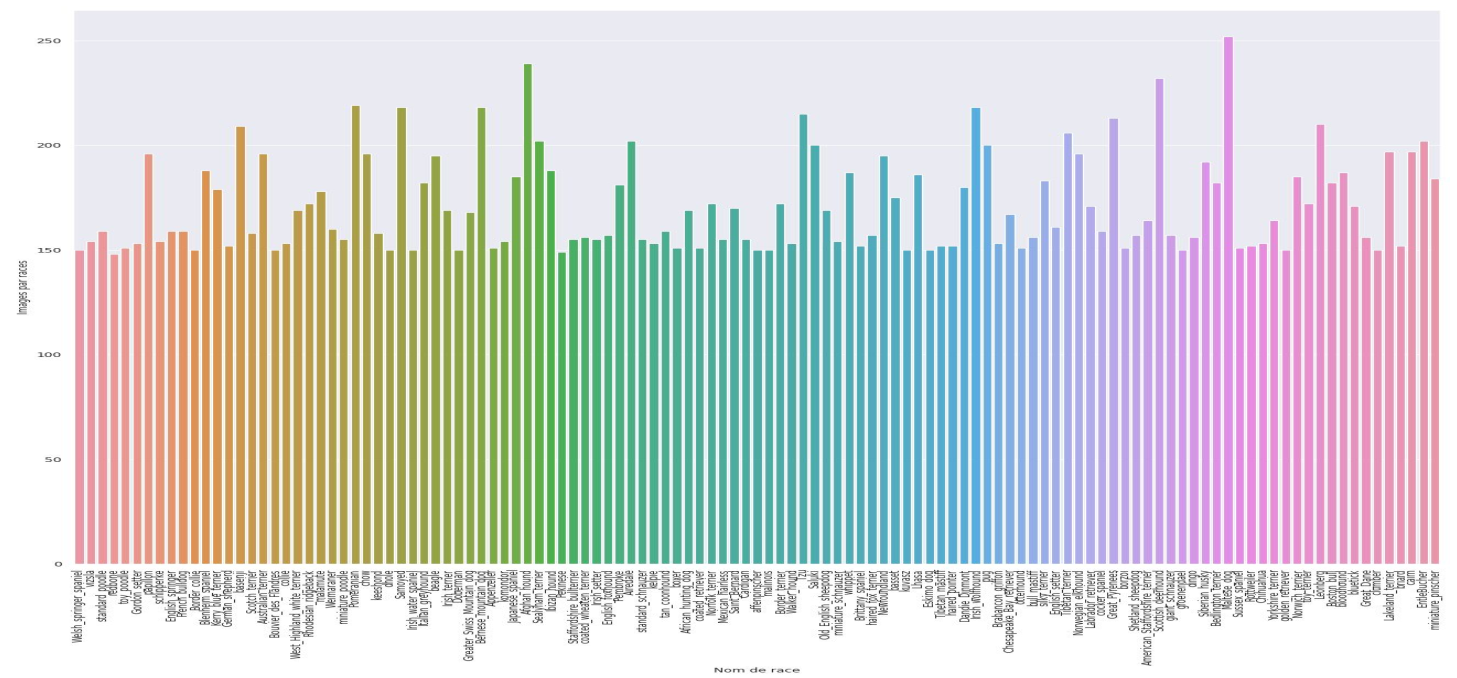 250
200
150
100
50
0
Images par races
Welsh_springer_spaniel
vizsla
standard_poodle
redbone
toy_poodle
Gordon_setter
papillon
schipperke
English_springer
French_bulldog
Border_collie
Blenheim_spaniel
Kerry_blue_terrier
German_shepherd
basenji
Scotch_terrier
Australian_terrier
Bouvier_des_Flandres
collie
West_Highland_white_terrier
Rhodesian_ridgeback
malamute
Weimaraner
miniature_poodle
Pomeranian
chow
keeshond
dhole
Samoyed
Irish_water_spaniel
Italian_greyhound
beagle
Irish_terrier
Doberman
Greater_Swiss_Mountain_dog
Bernese_mountain_dog
Appenzeller
komondor
Japanese_spaniel
Afghan_hound
Sealyham_terrier
Ibizan_hound
Pekinese
Staffordshire_bullterrier
coated_wheaten_terrier
Irish_setter
English_foxhound
Pembroke
Airedale
standard_schnauzer
kelpie
tan_coonhound
boxer
African_hunting_dog
coated_retriever
Norfolk_terrier
Mexican_hairless
Saint_Bernard
Cardigan
affenpinscher
malinois
Border_terrier
Walker_hound
Tzu
Saluki
Old_English_sheepdog
miniature_schnauzer
whippet
Brittany_spaniel
haired_fox_terrier
Newfoundland
basset
kuvasz
Lhasa
Eskimo_dog
Tibetan_mastiff
haired_pointer
Dandie_Dinmont
Irish_wolfhound
pug
Brabancon_griffon
Chesapeake_Bay_retriever
otterhound
bull_mastiff
silky_terrier
English_setter
Tibetan_terrier
Norwegian_elkhound
Labrador_retriever
cocker_spaniel
Great_Pyrenees
borzoi
Shetland_sheepdog
American_Staffordshire_terrier
Scottish_deerhound
giant_schnauzer
groenendael
dingo
Siberian_husky
Bedlington_terrier
Maltese_dog
Sussex_spaniel
Rottweiler
Chihuahua
Yorkshire_terrier
golden_retriever
Norwich_terrier
toy_terrier
Leonberg
Boston_bull
bloodhound
bluetick
Great_Dane
clumber
Lakeland_terrier
briard
cairn
EntleBucher
miniature_pinscher
Nom de race